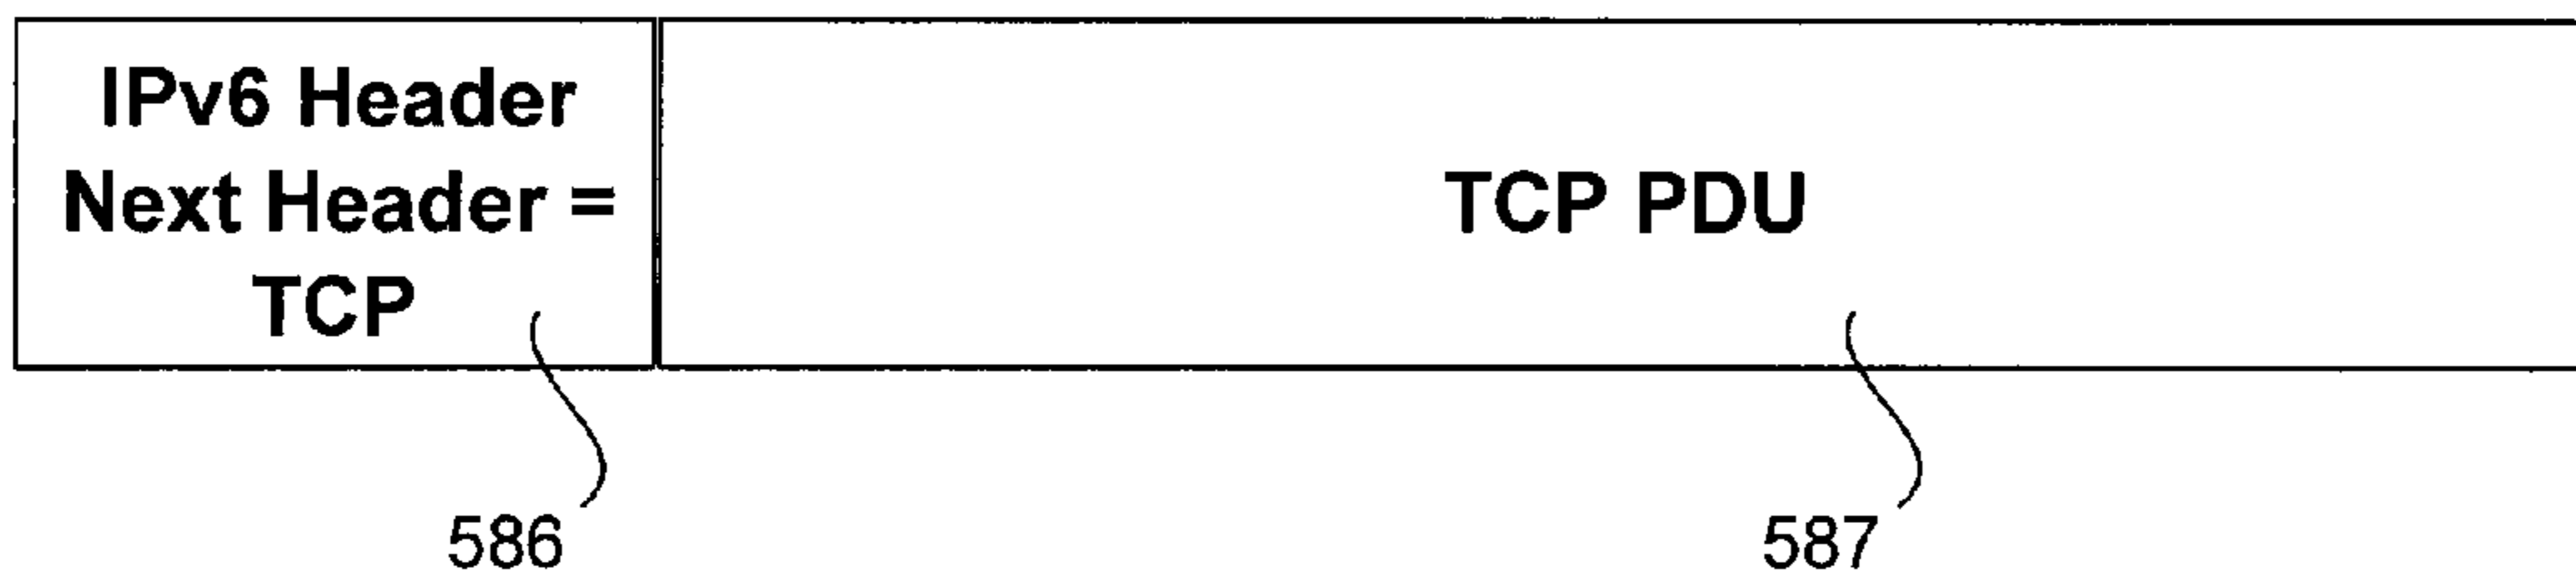 IPv6 Header
Next Header =
TCP
TCP PDU
586
587